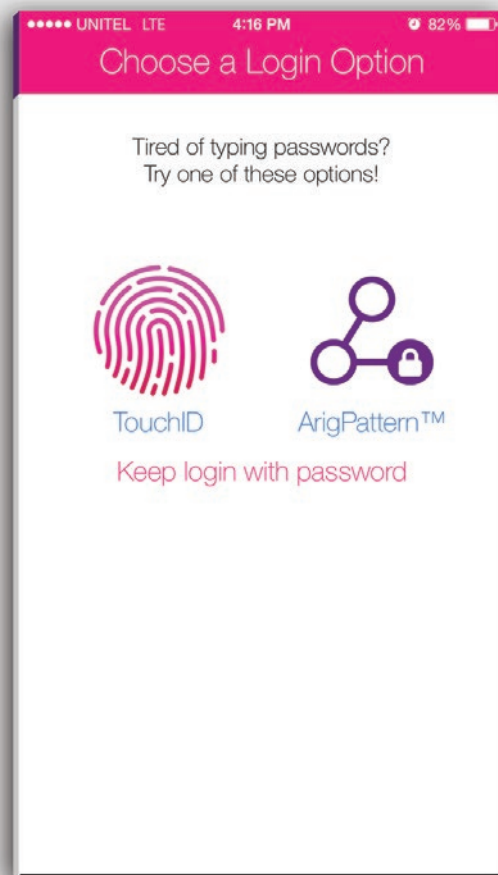 UNITEL LTE 4:16 PM 82%
Choose a Login Option
Tired of typing passwords?
Try one of these options!
TouchID ArigPattern™
Keep login with password